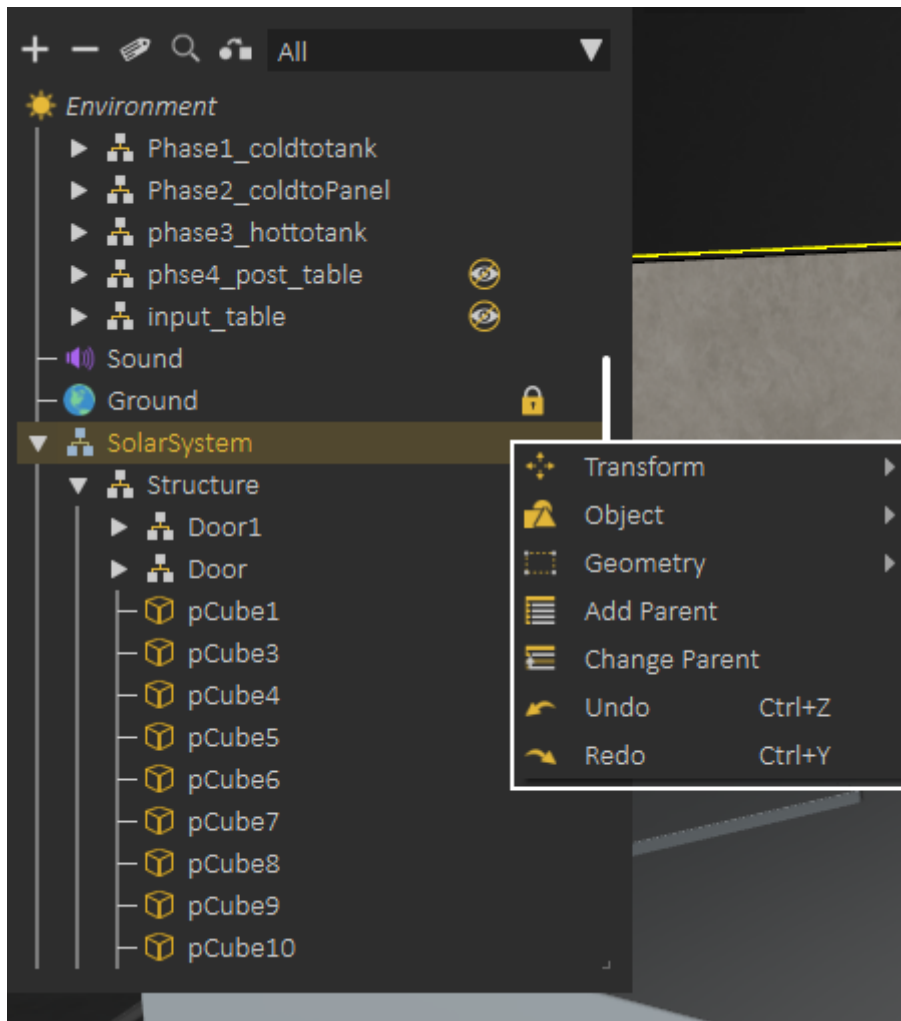 All
Environment
Phase1_coldtotank
Phase2_coldtoPanel
phase3_hottotank
phse4_post_table
input_table
Sound
Ground
SolarSystem
Structure
Door1
Door
pCube1
pCube3
pCube4
pCube5
pCube6
pCube7
pCube8
pCube9
pCube10
Transform
Object
Geometry
Add Parent
Change Parent
Undo Ctrl+Z
Redo Ctrl+Y